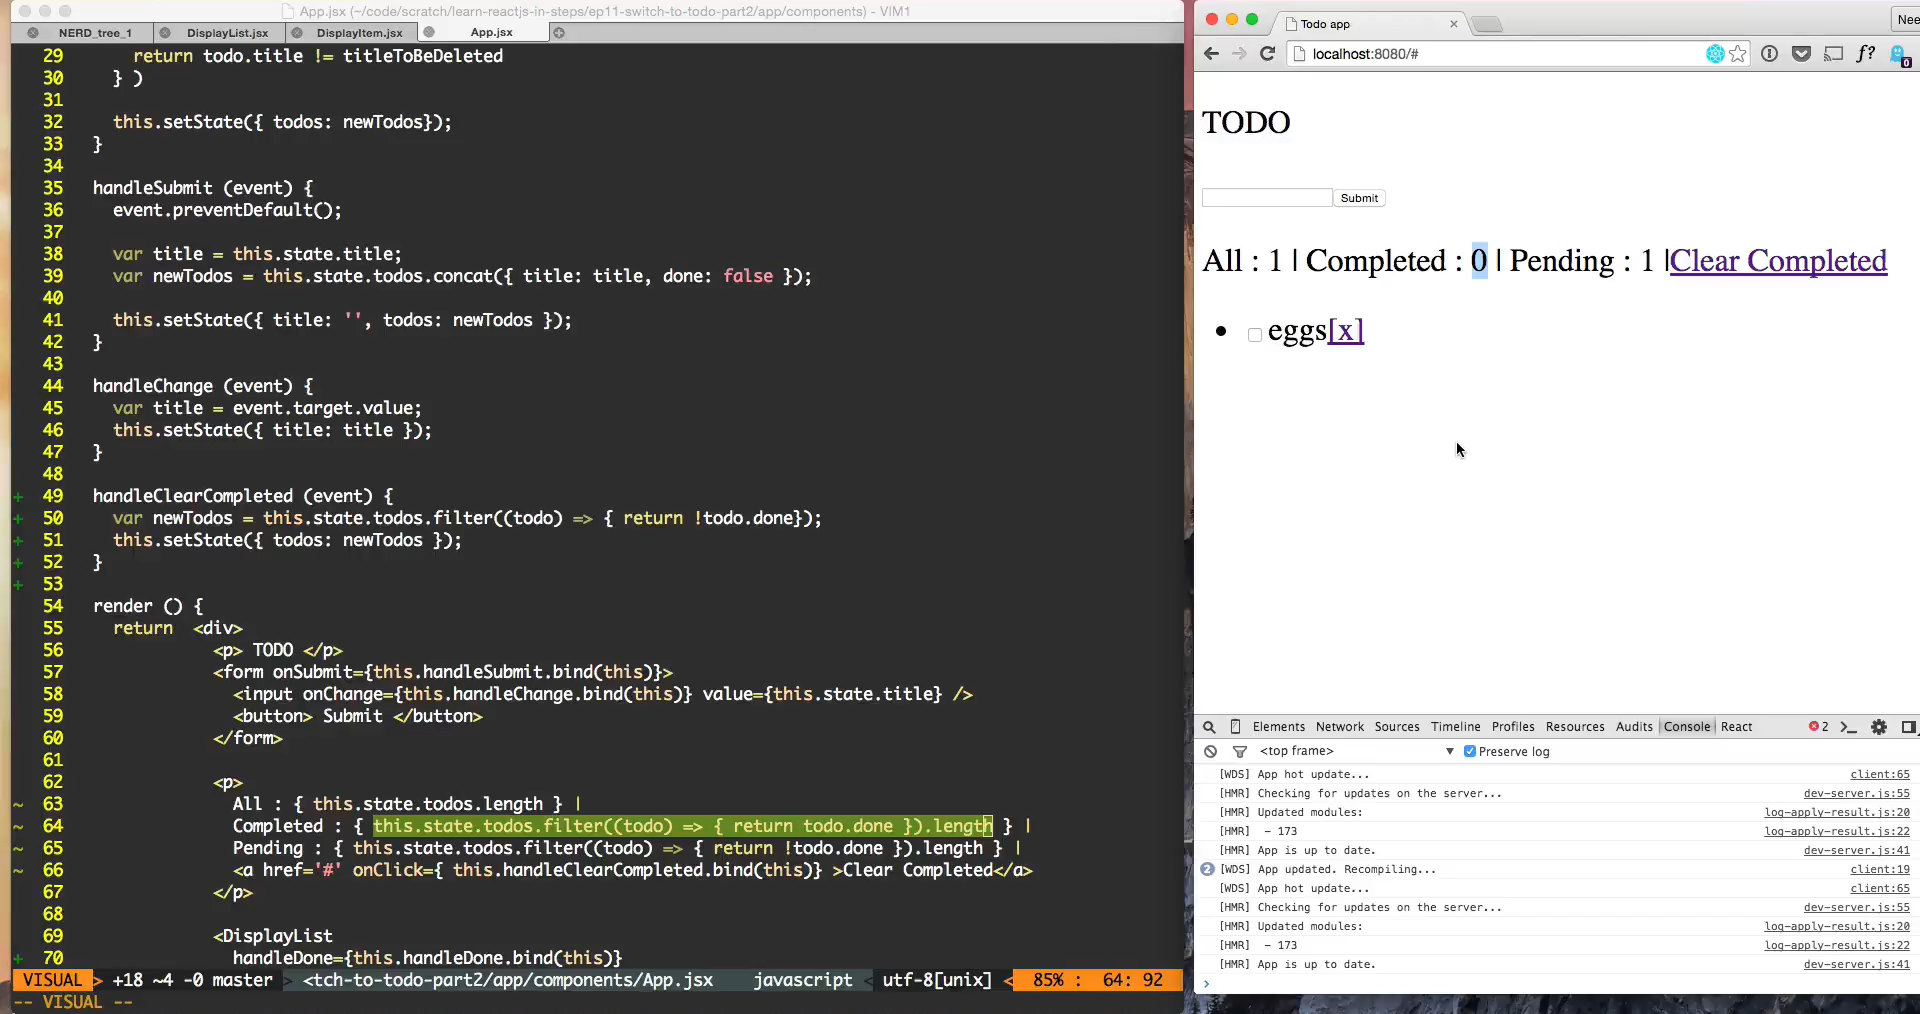 App.jsx (~/code/scratch/learn-reactjs-in-steps/ep11-switch-to-todo-part2/app/components) - VIM1
NERD_tree_1 DisplayList.jsx DisplayItem.jsx App.jsx
29 return todo.title != titleToBeDeleted
30 } )
31
32 this.setState({ todos: newTodos});
33 }
34
35 handleSubmit (event) {
36 event.preventDefault();
37
38 var title = this.state.title;
39 var newTodos = this.state.todos.concat({ title: title, done: false });
40
41 this.setState({ title: '', todos: newTodos });
42 }
43
44 handleChange (event) {
45 var title = event.target.value;
46 this.setState({ title: title });
47 }
48
+ 49 handleClearCompleted (event) {
+ 50 var newTodos = this.state.todos.filter((todo) => { return !todo.done});
+ 51 this.setState({ todos: newTodos });
+ 52 }
+ 53
54 render () {
55 return <div>
56 <p> TODO </p>
57 <form onSubmit={this.handleSubmit.bind(this)}>
58 <input onChange={this.handleChange.bind(this)} value={this.state.title} />
59 <button> Submit </button>
60 </form>
61
62 <p>
~ 63 All : { this.state.todos.length } |
~ 64 Completed : { this.state.todos.filter((todo) => { return todo.done }).length } |
~ 65 Pending : { this.state.todos.filter((todo) => { return !todo.done }).length } |
~ 66 <a href='#' onClick={ this.handleClearCompleted.bind(this)} >Clear Completed</a>
67 </p>
68
69 <DisplayList
+ 70 handleDone={this.handleDone.bind(this)}
VISUAL > +18 ~4 -0 master > <tch-to-todo-part2/app/components/App.jsx javascript < utf-8[unix] < 85% : 64: 92
-- VISUAL --
Todo app
Nee
localhost:8080/#
f?
0
TODO
Submit
All : 1 | Completed : 0 | Pending : 1 |Clear Completed
• eggs[x]
Elements Network Sources Timeline Profiles Resources Audits Console React 2
<top frame> ▼ Preserve log
[WDS] App hot update... client:65
[HMR] Checking for updates on the server... dev-server.js:55
[HMR] Updated modules: log-apply-result.js:20
[HMR] - 173 log-apply-result.js:22
[HMR] App is up to date. dev-server.js:41
2 [WDS] App updated. Recompiling... client:19
[WDS] App hot update... client:65
[HMR] Checking for updates on the server... dev-server.js:55
[HMR] Updated modules: log-apply-result.js:20
[HMR] - 173 log-apply-result.js:22
[HMR] App is up to date. dev-server.js:41
>